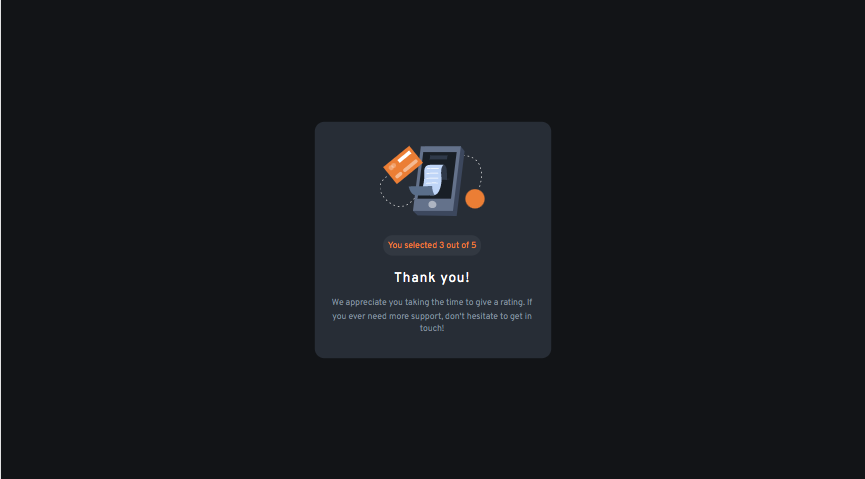 You selected 3 out of 5
Thank you!
We appreciate you taking the time to give a rating. If
you ever need more support, don't hesitate to get in
touch!